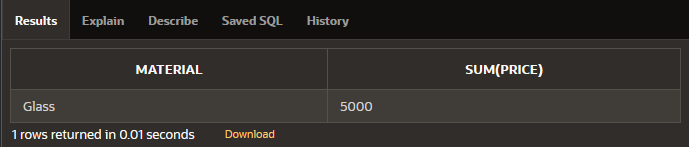 Results Explain Describe Saved SQL History
MATERIAL SUM(PRICE)
Glass 5000
1 rows returned in 0.01 seconds Download